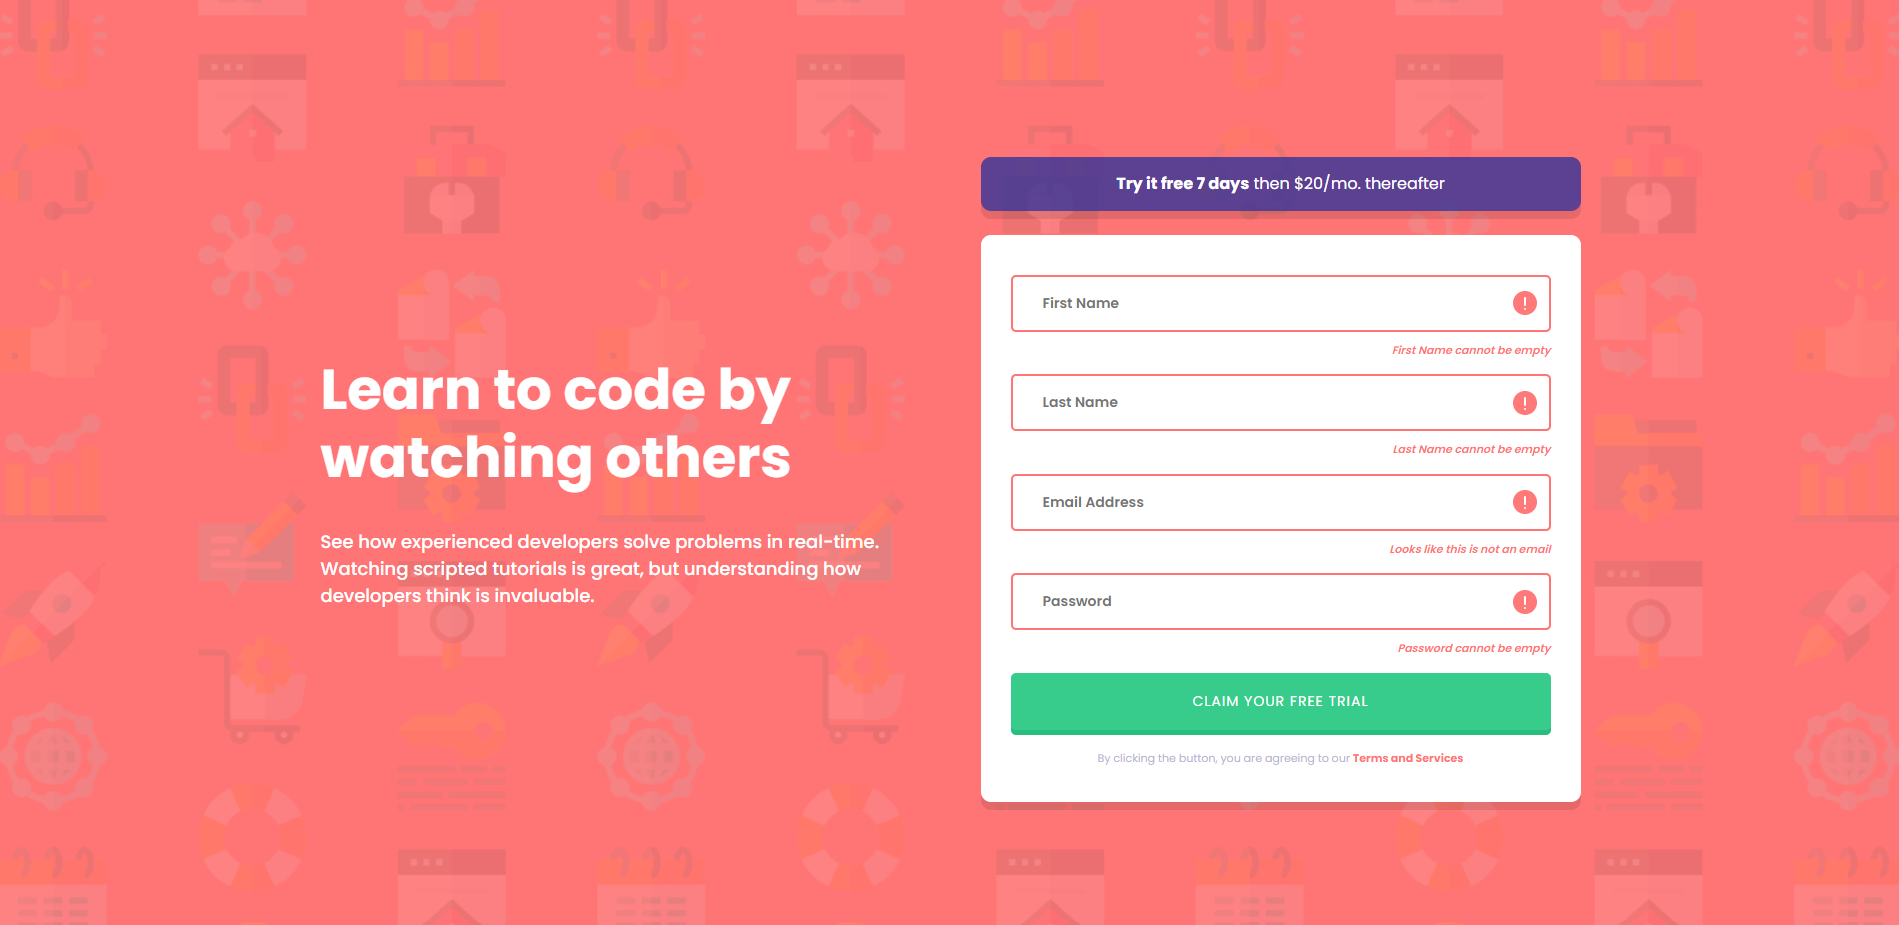 Learn to code by
watching others
See how experienced developers solve problems in real-time.
Watching scripted tutorials is great, but understanding how
developers think is invaluable.
Try it free 7 days then $20/mo. thereafter
First Name
First Name cannot be empty
Last Name
Last Name cannot be empty
Email Address
Looks like this is not an email
Password
Password cannot be empty
CLAIM YOUR FREE TRIAL
By clicking the button, you are agreeing to our Terms and Services